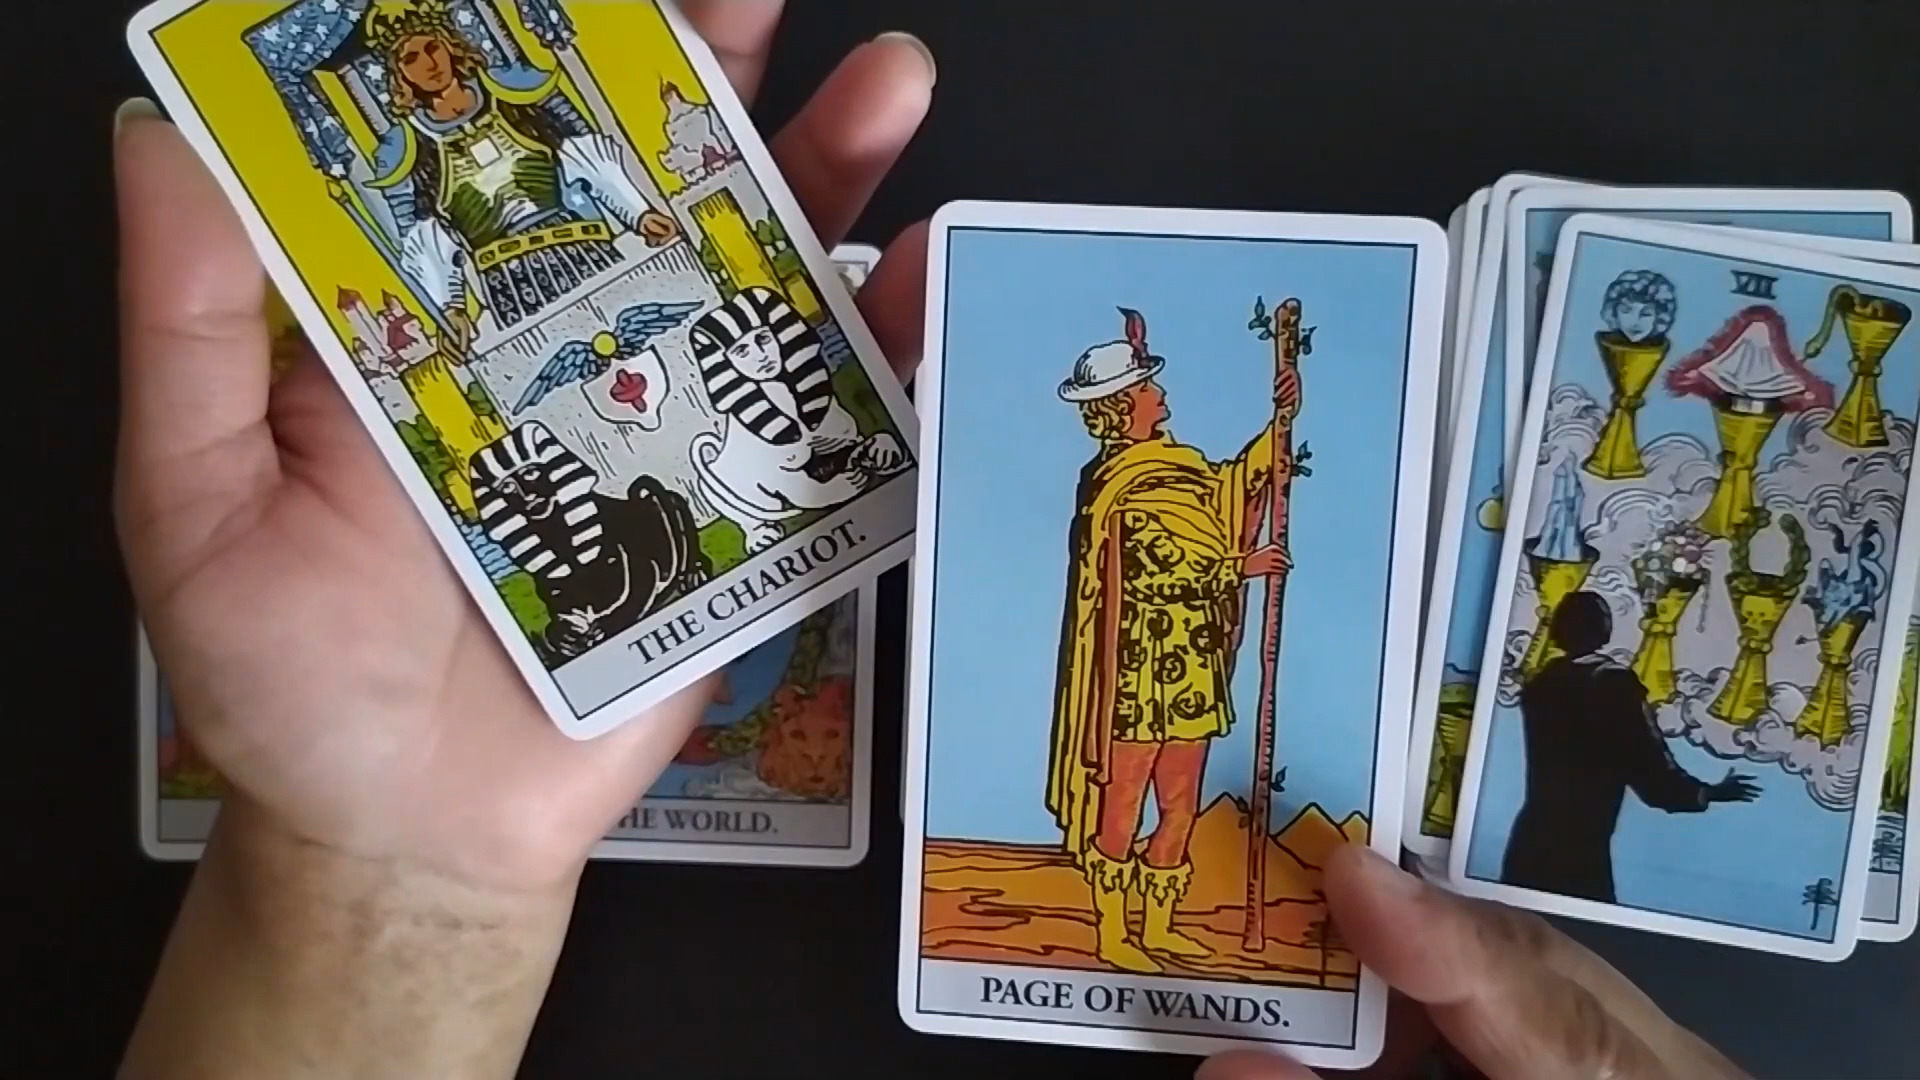 THE CHARIOT.
HE WORLD.
PAGE OF WANDS.
VII